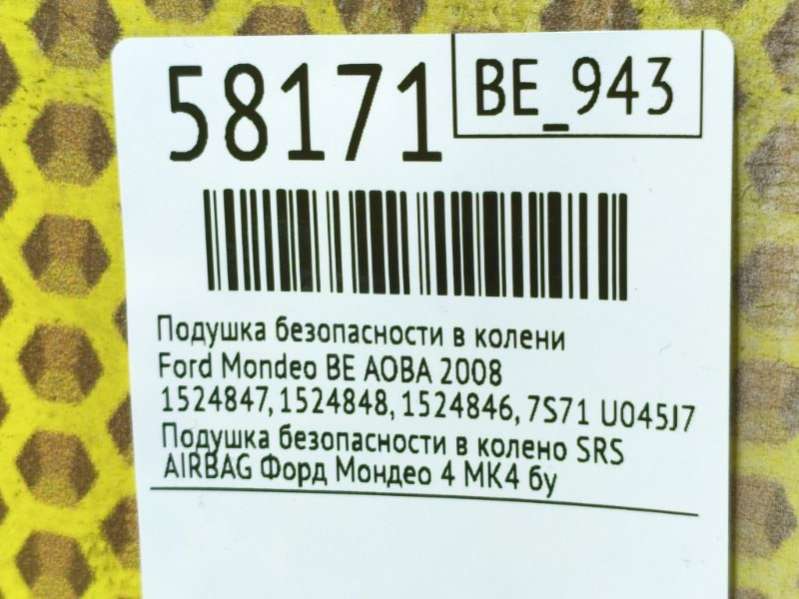 58171
BE_943
Подушка безопасности в колени
Ford Mondeo BE AOBA 2008
1524847, 1524848, 1524846, 7S71 U045J7
Подушка безопасности в колено SRS
AIRBAG Форд Мондео 4 МК4 бу